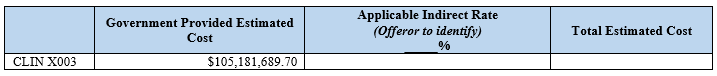 Government Provided Estimated
Cost
Applicable Indirect Rate
(Offeror to identify)
_____%
Total Estimated Cost
CLIN X003
$105,181,689.70